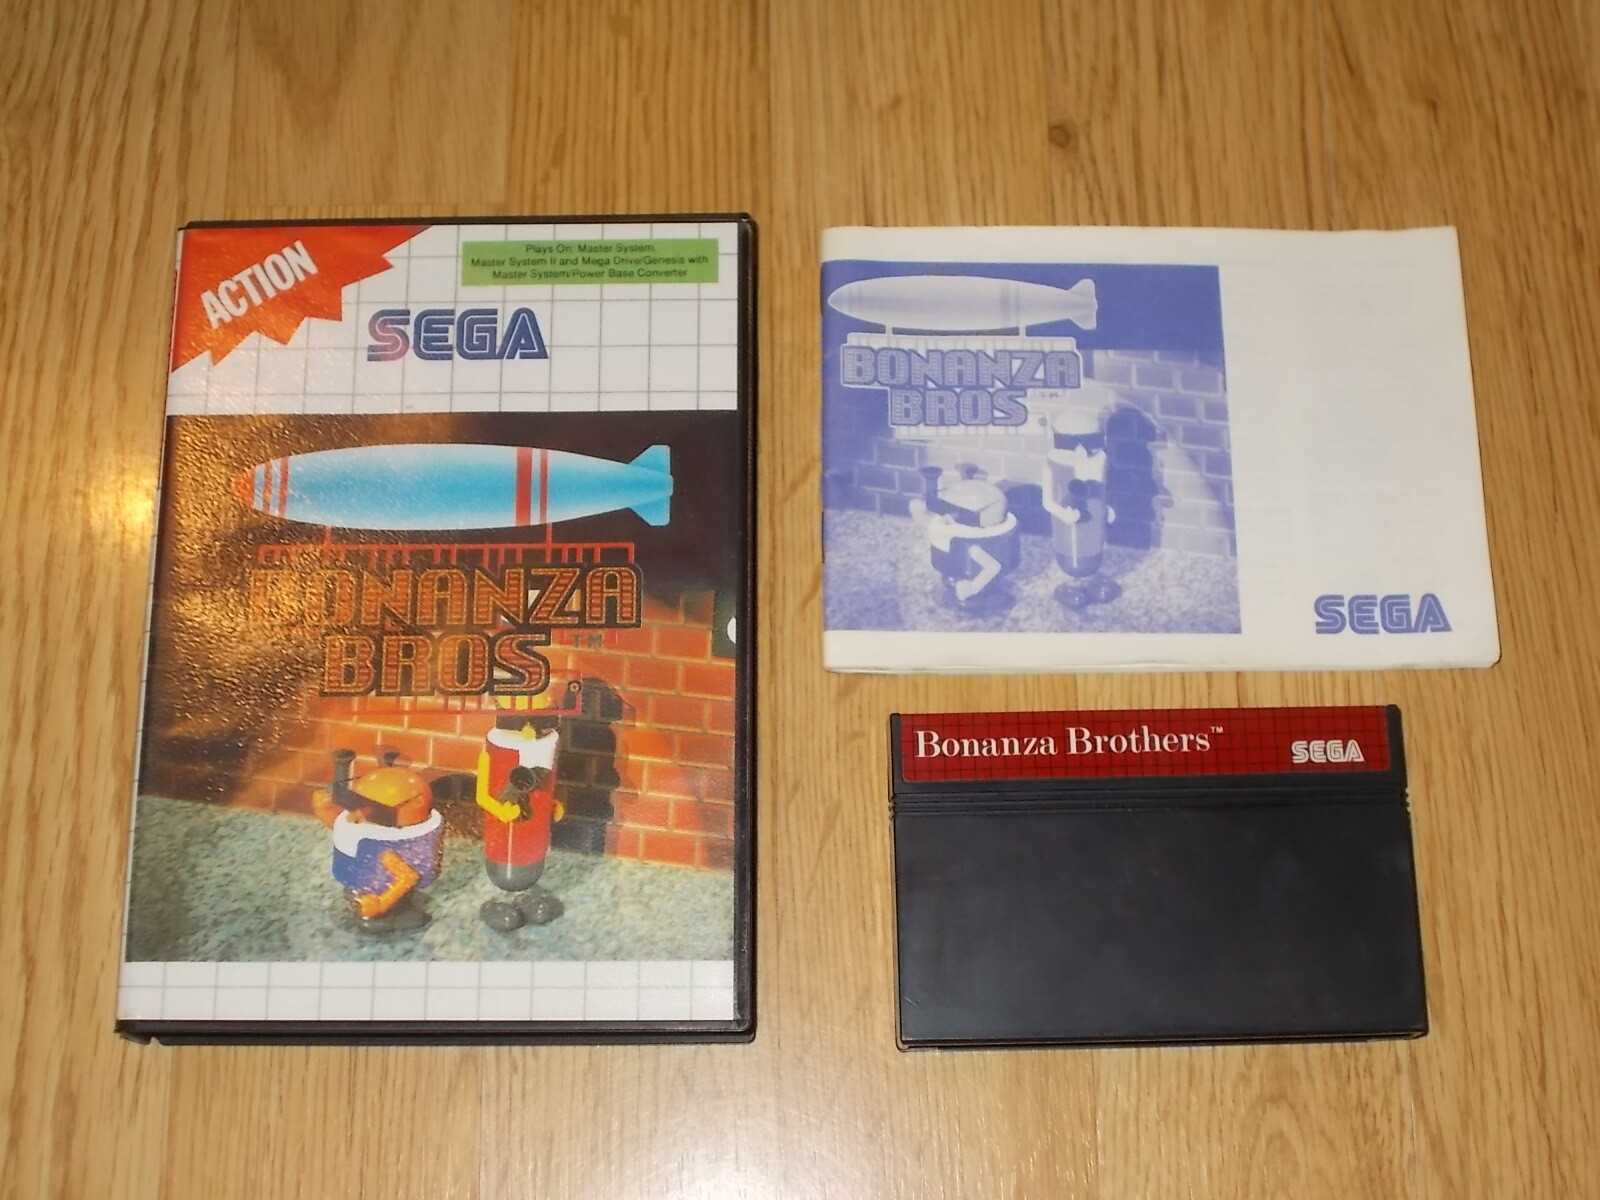 ACTION
Plays On: Master System,
Master System II and Mega Drive/Genesis with
Master System/Power Base Converter
SEGA
BONANZA
BROS TM
BONANZA
BROS TM
SEGA
Bonanza Brothers™
SEGA